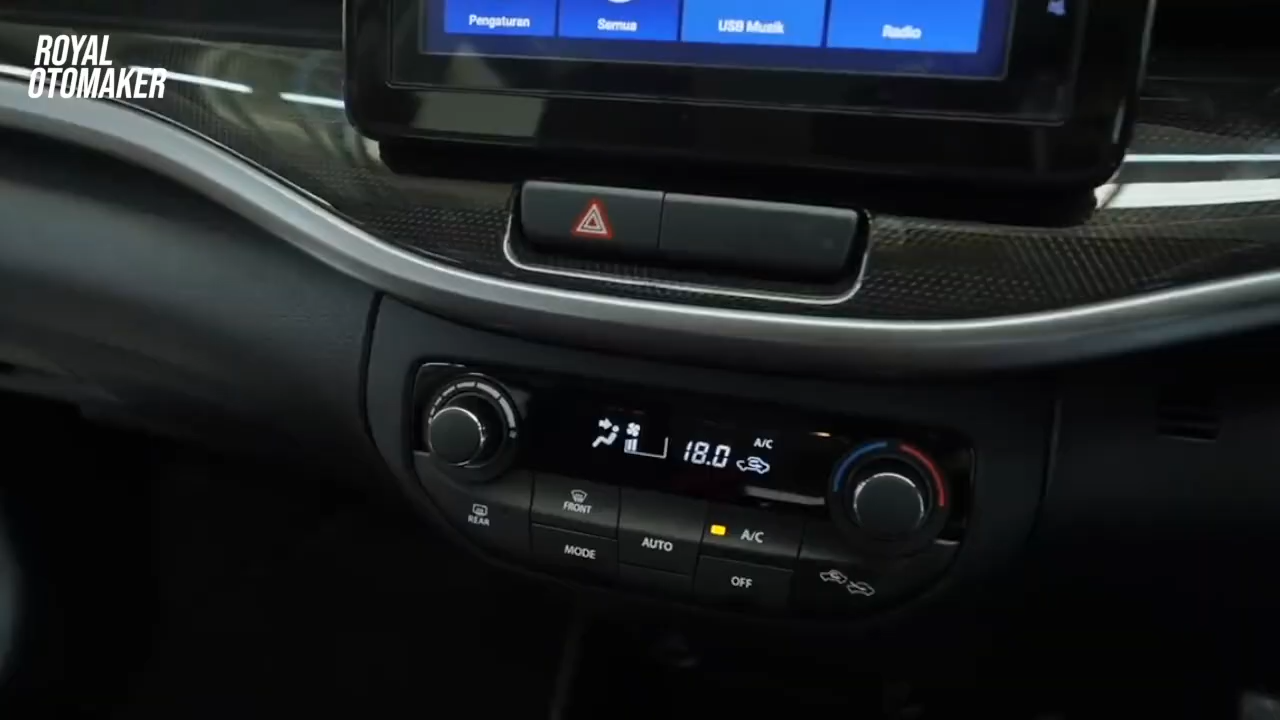 ROYAL
OTOMAKER
Pengaturan
Semua
USB Musik
Radio
A/C
18.0
REAR
FRONT
MODE
AUTO
A/C
OFF